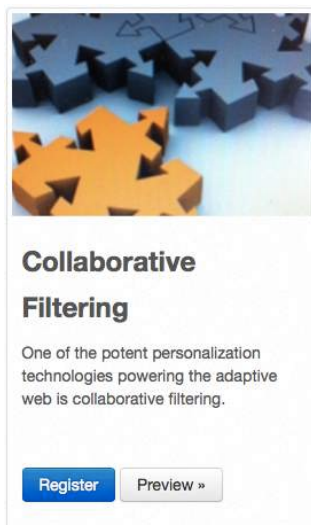 Collaborative
Filtering
One of the potent personalization
technologies powering the adaptive
web is collaborative filtering.
Register
Preview »